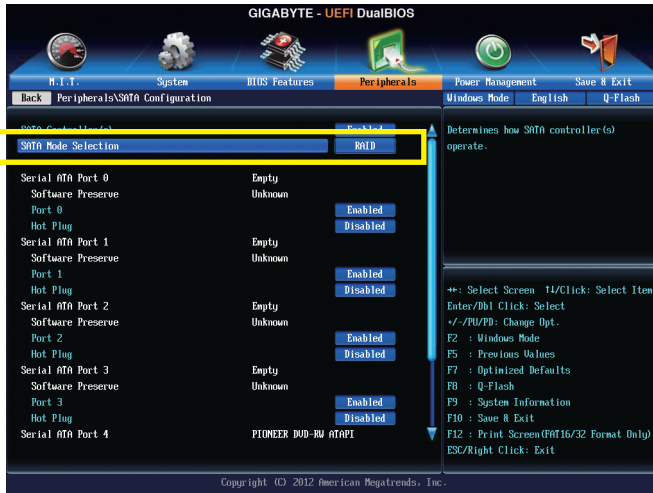 GIGABYTE - UEFI DualBIOS
M.I.T. System BIOS Features Peripherals Power Management Save & Exit
Back Peripherals\SATA Configuration Windows Mode English Q-Flash
SATA Controller(s) Enabled
SATA Mode Selection RAID
Determines how SATA controller(s)
operate.
Serial ATA Port 0 Empty
Software Preserve Unknown
Port 0 Enabled
Hot Plug Disabled
Serial ATA Port 1 Empty
Software Preserve Unknown
Port 1 Enabled
Hot Plug Disabled
Serial ATA Port 2 Empty
Software Preserve Unknown
Port 2 Enabled
Hot Plug Disabled
Serial ATA Port 3 Empty
Software Preserve Unknown
Port 3 Enabled
Hot Plug Disabled
Serial ATA Port 4 PIONEER DVD-RW ATAPI
→←: Select Screen ↑↓/Click: Select Item
Enter/Dbl Click: Select
+/-/PU/PD: Change Opt.
F2 : Windows Mode
F5 : Previous Values
F7 : Optimized Defaults
F8 : Q-Flash
F9 : System Information
F10 : Save & Exit
F12 : Print Screen(FAT16/32 Format Only)
ESC/Right Click: Exit
Copyright (C) 2012 American Megatrends, Inc.